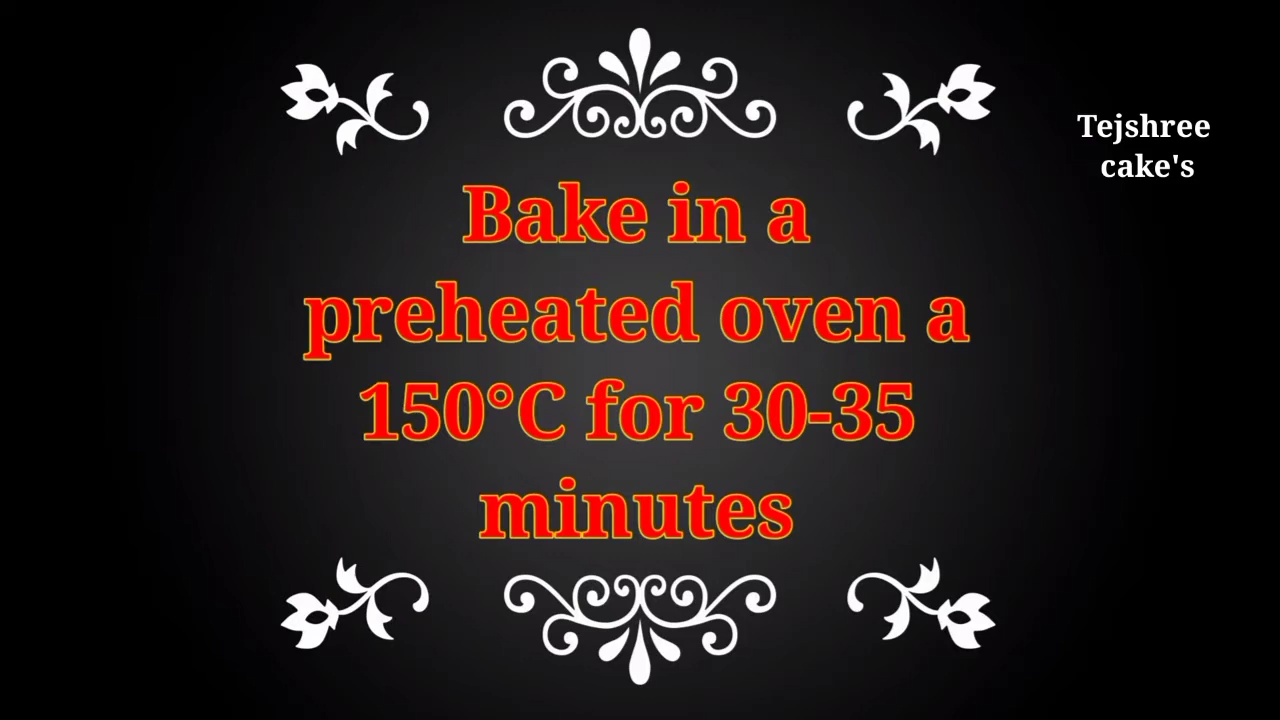 Tejshree
cake's
Bake in a
preheated oven a
150°C for 30-35
minutes